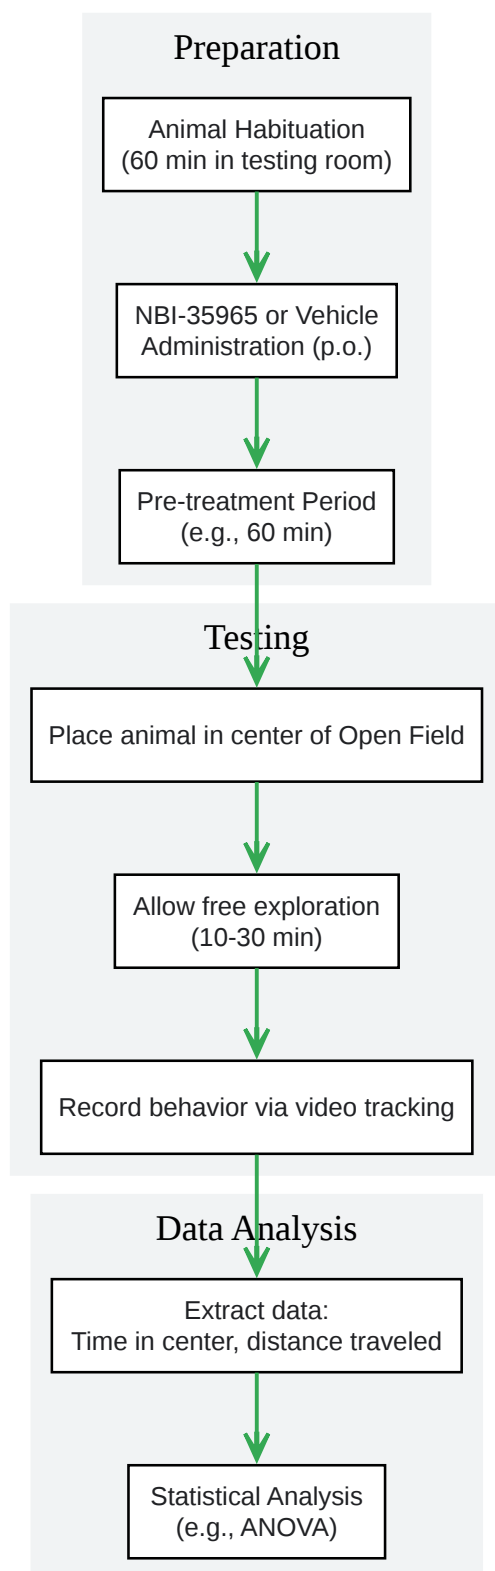 Preparation
Animal Habituation
(60 min in testing room)
NBI-35965 or Vehicle
Administration (p.o.)
Pre-treatment Period
(e.g., 60 min)
Testing
Place animal in center of Open Field
Allow free exploration
(10-30 min)
Record behavior via video tracking
Data Analysis
Extract data:
Time in center, distance traveled
Statistical Analysis
(e.g., ANOVA)